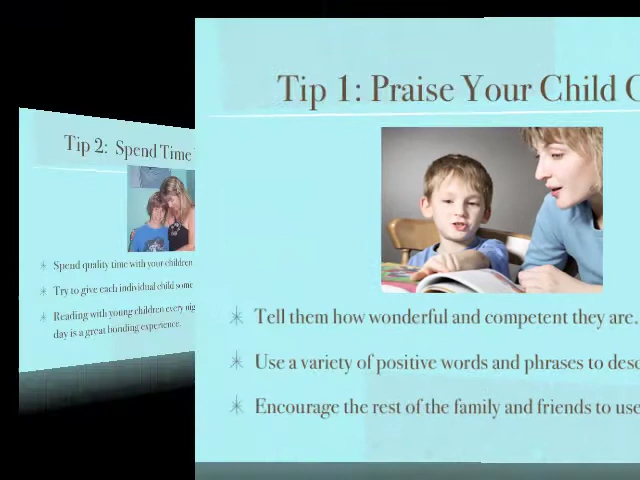 Tip 1: Praise Your Child
Tell them how wonderful and competent they are.
Use a variety of positive words and phrases to
Encourage the rest of the family and friends to use
Tip 2: Spend Time
Spend quality time with your children
Try to give each individual child some
Reading with young children every
day is a great bonding experience.